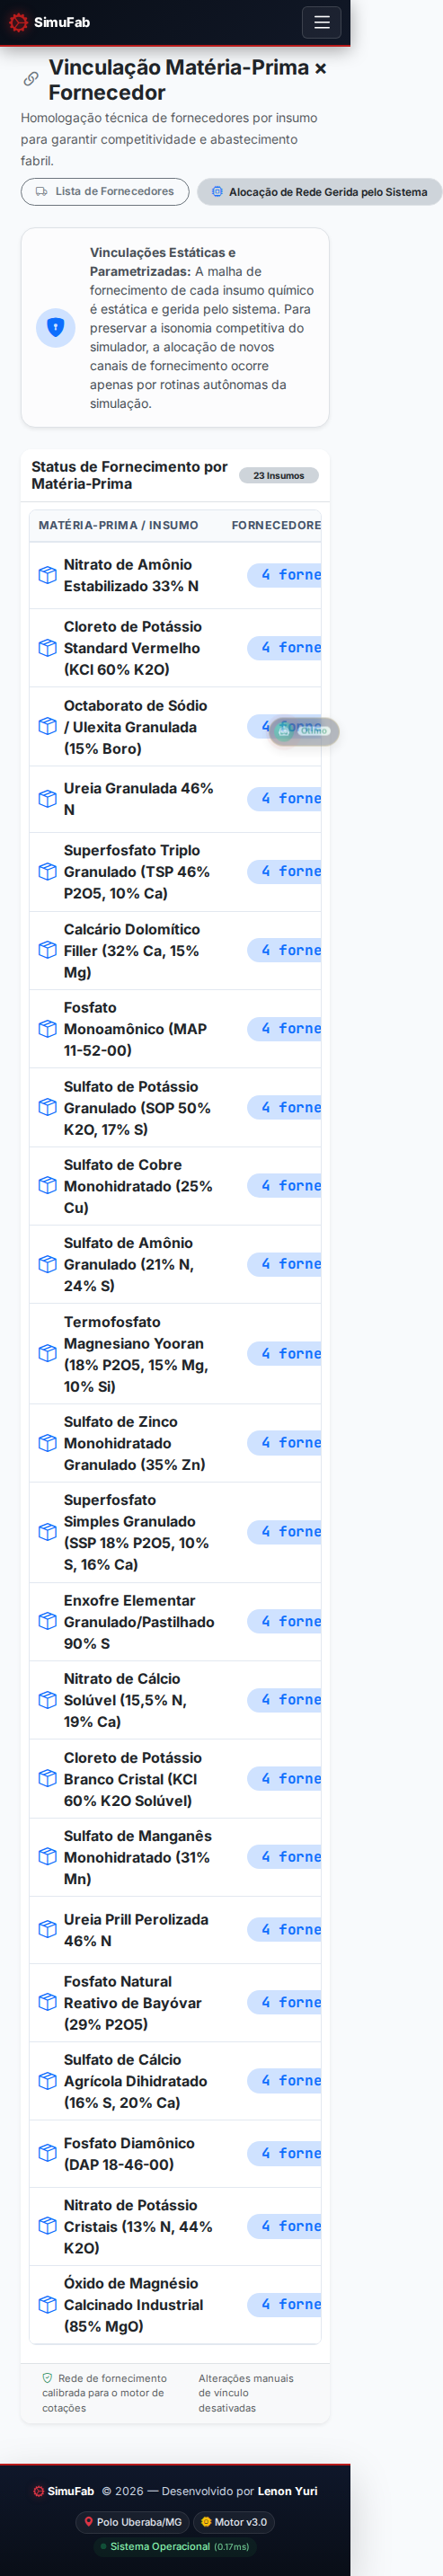 SimuFab
Vinculação Matéria-Prima ×
Fornecedor
Homologação técnica de fornecedores por insumo
para garantir competitividade e abastecimento
fabril.
Lista de Fornecedores
Alocação de Rede Gerida pelo Sistema
Vinculações Estáticas e
Parametrizadas: A malha de
fornecimento de cada insumo químico
é estática e gerida pelo sistema. Para
preservar a isonomia competitiva do
simulador, a alocação de novos
canais de fornecimento ocorre
apenas por rotinas autônomas da
simulação.
Status de Fornecimento por
Matéria-Prima
23 Insumos
MATÉRIA-PRIMA / INSUMO FORNECEDORE
Nitrato de Amônio
Estabilizado 33% N
4 forne
Cloreto de Potássio
Standard Vermelho
(KCl 60% K2O)
4 forne
Octaborato de Sódio
/ Ulexita Granulada
(15% Boro)
4 forne
Ótimo
Ureia Granulada 46%
N
4 forne
Superfosfato Triplo
Granulado (TSP 46%
P2O5, 10% Ca)
4 forne
Calcário Dolomítico
Filler (32% Ca, 15%
Mg)
4 forne
Fosfato
Monoamônico (MAP
11-52-00)
4 forne
Sulfato de Potássio
Granulado (SOP 50%
K2O, 17% S)
4 forne
Sulfato de Cobre
Monohidratado (25%
Cu)
4 forne
Sulfato de Amônio
Granulado (21% N,
24% S)
4 forne
Termofosfato
Magnesiano Yooran
(18% P2O5, 15% Mg,
10% Si)
4 forne
Sulfato de Zinco
Monohidratado
Granulado (35% Zn)
4 forne
Superfosfato
Simples Granulado
(SSP 18% P2O5, 10%
S, 16% Ca)
4 forne
Enxofre Elementar
Granulado/Pastilhado
90% S
4 forne
Nitrato de Cálcio
Solúvel (15,5% N,
19% Ca)
4 forne
Cloreto de Potássio
Branco Cristal (KCl
60% K2O Solúvel)
4 forne
Sulfato de Manganês
Monohidratado (31%
Mn)
4 forne
Ureia Prill Perolizada
46% N
4 forne
Fosfato Natural
Reativo de Bayóvar
(29% P2O5)
4 forne
Sulfato de Cálcio
Agrícola Dihidratado
(16% S, 20% Ca)
4 forne
Fosfato Diamônico
(DAP 18-46-00)
4 forne
Nitrato de Potássio
Cristais (13% N, 44%
K2O)
4 forne
Óxido de Magnésio
Calcinado Industrial
(85% MgO)
4 forne
Rede de fornecimento
calibrada para o motor de
cotações
Alterações manuais
de vínculo
desativadas
SimuFab © 2026 — Desenvolvido por Lenon Yuri
Polo Uberaba/MG
Motor v3.0
Sistema Operacional (0.17ms)